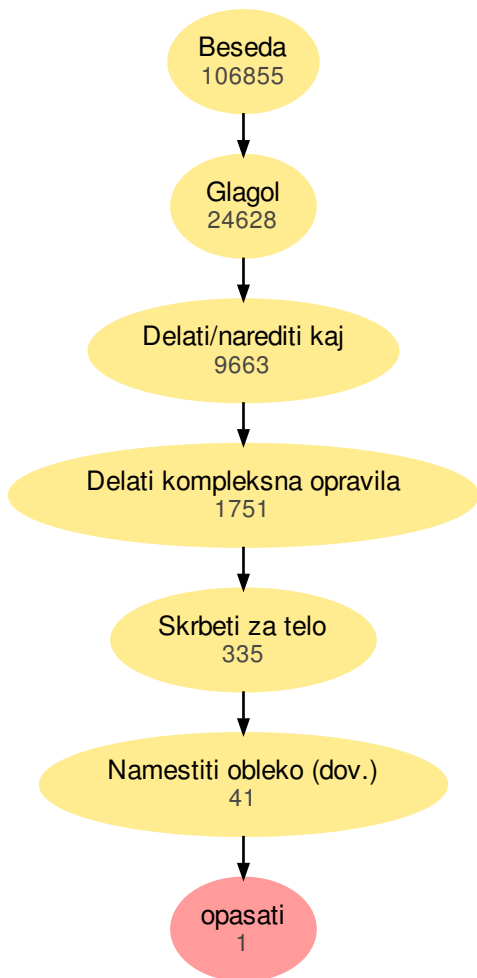 Beseda
106855
Glagol
24628
Delati/narediti kaj
9663
Delati kompleksna opravila
1751
Skrbeti za telo
335
Namestiti obleko (dov.)
41
opasati
1